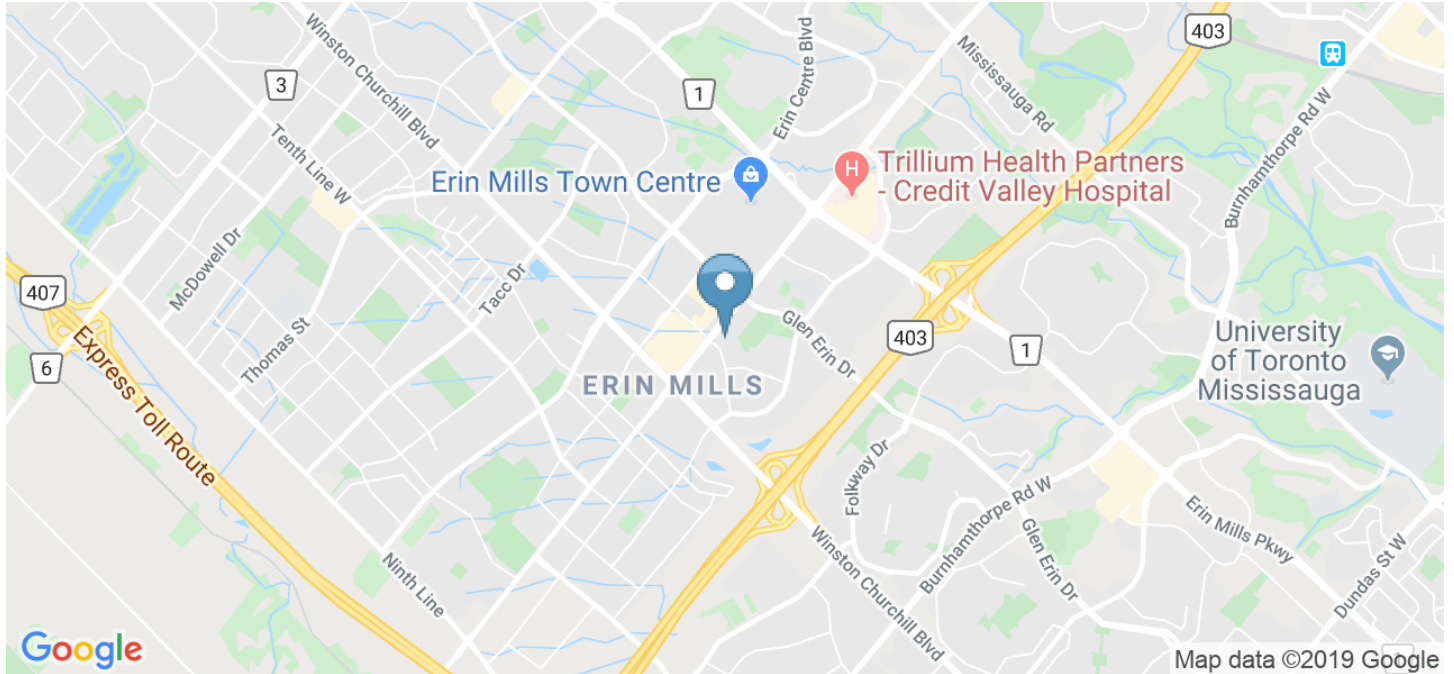 403
Winston Churchill Blvd
Erin Centre Blvd
Mississauga Rd
3
1
Burnhamthorpe Rd W
Tenth Line W
Erin Mills Town Centre
H
Trillium Health Partners
- Credit Valley Hospital
McDowell Dr
Tacc Dr
407
Glen Erin Dr
403
1
University
of Toronto
Mississauga
Thomas St
6
Express Toll Route
ERIN MILLS
Folkway Dr
Burnhamthorpe Rd W
Erin Mills Pkwy
Glen Erin Dr
Dundas St W
Ninth Line
Winston Churchill Blvd
Google
Map data ©2019 Google